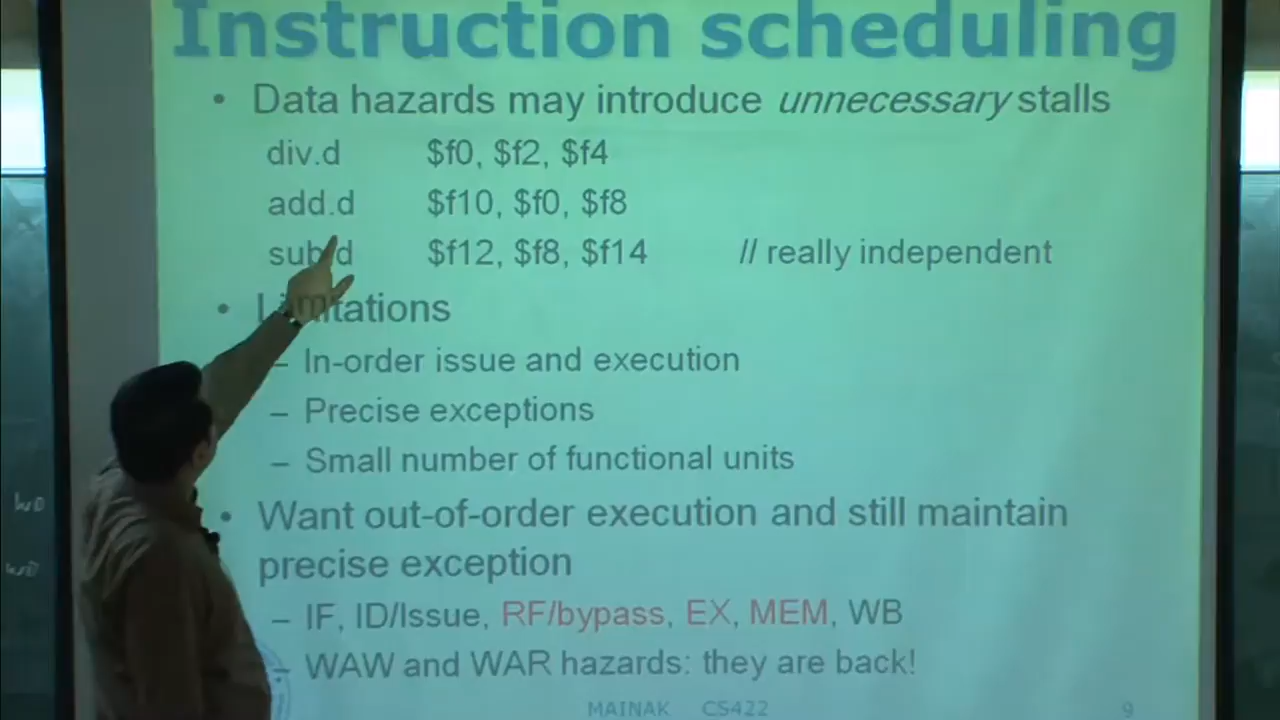 Instruction scheduling
• Data hazards may introduce unnecessary stalls
div.d $f0, $f2, $f4
add.d $f10, $f0, $f8
sub.d $f12, $f8, $f14 // really independent
• Limitations
– In-order issue and execution
– Precise exceptions
– Small number of functional units
• Want out-of-order execution and still maintain
precise exception
– IF, ID/Issue, RF/bypass, EX, MEM, WB
– WAW and WAR hazards: they are back!
MAINAK CS422 9